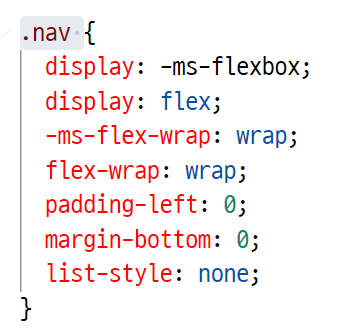 .nav {
display: -ms-flexbox;
display: flex;
-ms-flex-wrap: wrap;
flex-wrap: wrap;
padding-left: 0;
margin-bottom: 0;
list-style: none;
}